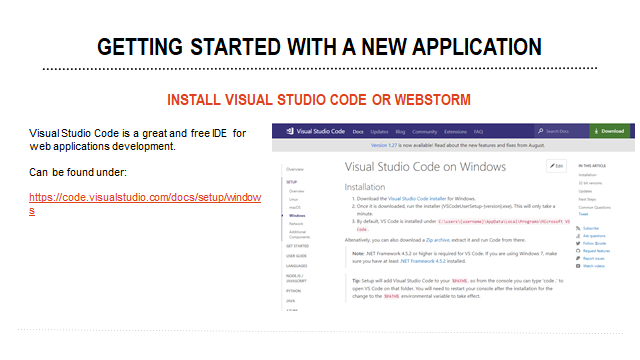 GETTING STARTED WITH A NEW APPLICATION
INSTALL VISUAL STUDIO CODE OR WEBSTORM
Visual Studio Code is a great and free IDE for
web applications development.
Can be found under:
https://code.visualstudio.com/docs/setup/window
s
Visual Studio Code Docs Updates Blog Community Extensions FAQ Search Docs Download
Version 1.27 is now available! Read about the new features and fixes from August.
Overview
SETUP
Overview
Linux
macOS
Windows
Network
Additional
Components
GET STARTED
USER GUIDE
LANGUAGES
NODE.JS /
JAVASCRIPT
PYTHON
Visual Studio Code on Windows
Edit
Installation
1. Download the Visual Studio Code installer for Windows.
2. Once it is downloaded, run the installer (VSCodeUserSetup-{version}.exe). This will only take a
minute.
3. By default, VS Code is installed under C:\users\{username}\AppData\Local\Programs\Microsoft VS
Code.
Alternatively, you can also download a Zip archive, extract it and run Code from there.
Note: .NET Framework 4.5.2 or higher is required for VS Code. If you are using Windows 7, make
sure you have at least .NET Framework 4.5.2 installed.
Tip: Setup will add Visual Studio Code to your %PATH%, so from the console you can type 'code .' to
open VS Code on that folder. You will need to restart your console after the installation for the
change to the %PATH% environmental variable to take effect.
IN THIS ARTICLE
Installation
32 bit versions
Updates
Next Steps
Common Questions
Tweet
Subscribe
Ask questions
Follow @code
Request features
Report issues
Watch videos